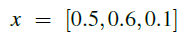 x = [0.5,0.6,0.1]